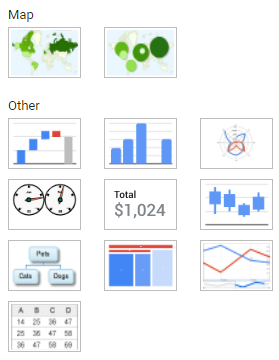 Map
Other
Total
$1,024
Pets
Cats Dogs
A B C D
14 25 36 47
25 36 47 58
36 47 58 69